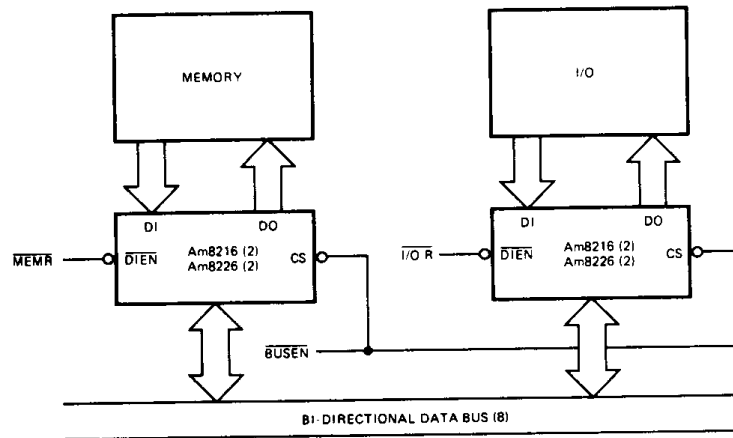 MEMORY
I/O
DI DO
MEMR DIEN Am8216 (2) CS
Am8226 (2)
DI DO
I/O R DIEN Am8216 (2) CS
Am8226 (2)
BUSEN
BI-DIRECTIONAL DATA BUS (8)